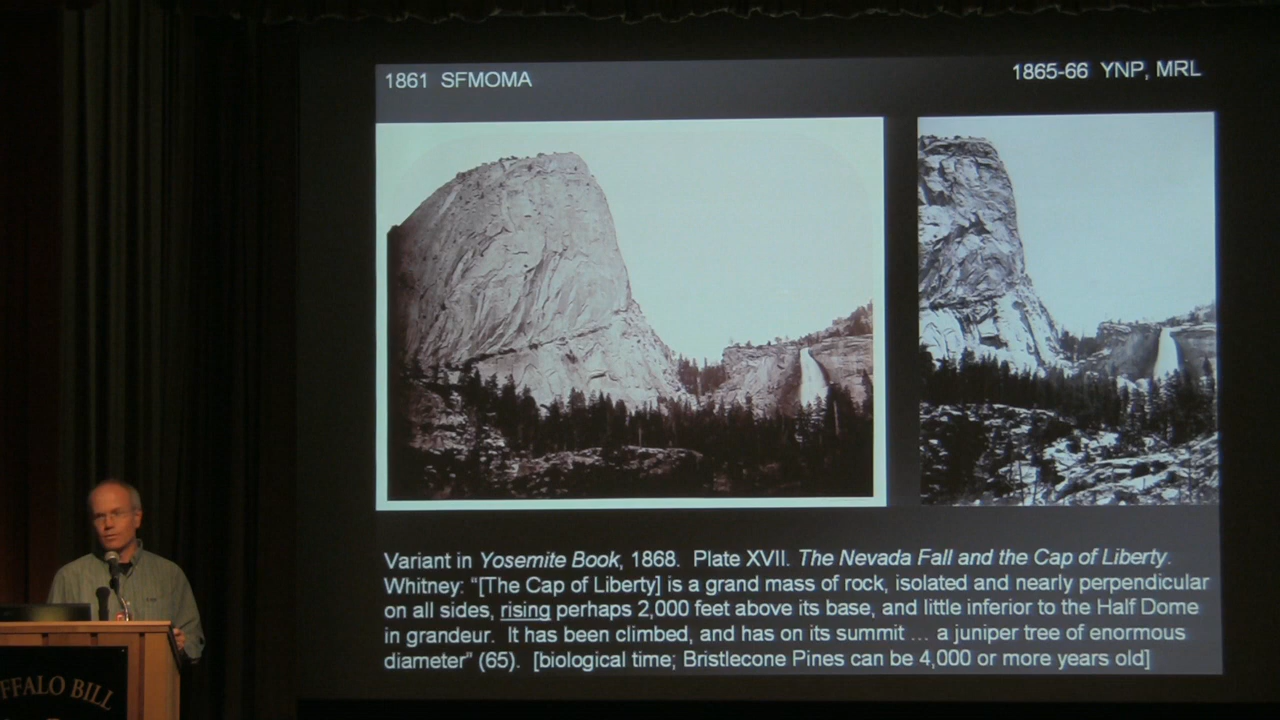 1861 SFMOMA
1865-66 YNP, MRL
Variant in Yosemite Book, 1868. Plate XVII. The Nevada Fall and the Cap of Liberty.
Whitney: "[The Cap of Liberty] is a grand mass of rock, isolated and nearly perpendicular
on all sides, rising perhaps 2,000 feet above its base, and little inferior to the Half Dome
in grandeur. It has been climbed, and has on its summit ... a juniper tree of enormous
diameter" (65). [biological time; Bristlecone Pines can be 4,000 or more years old]
FFALO BILL